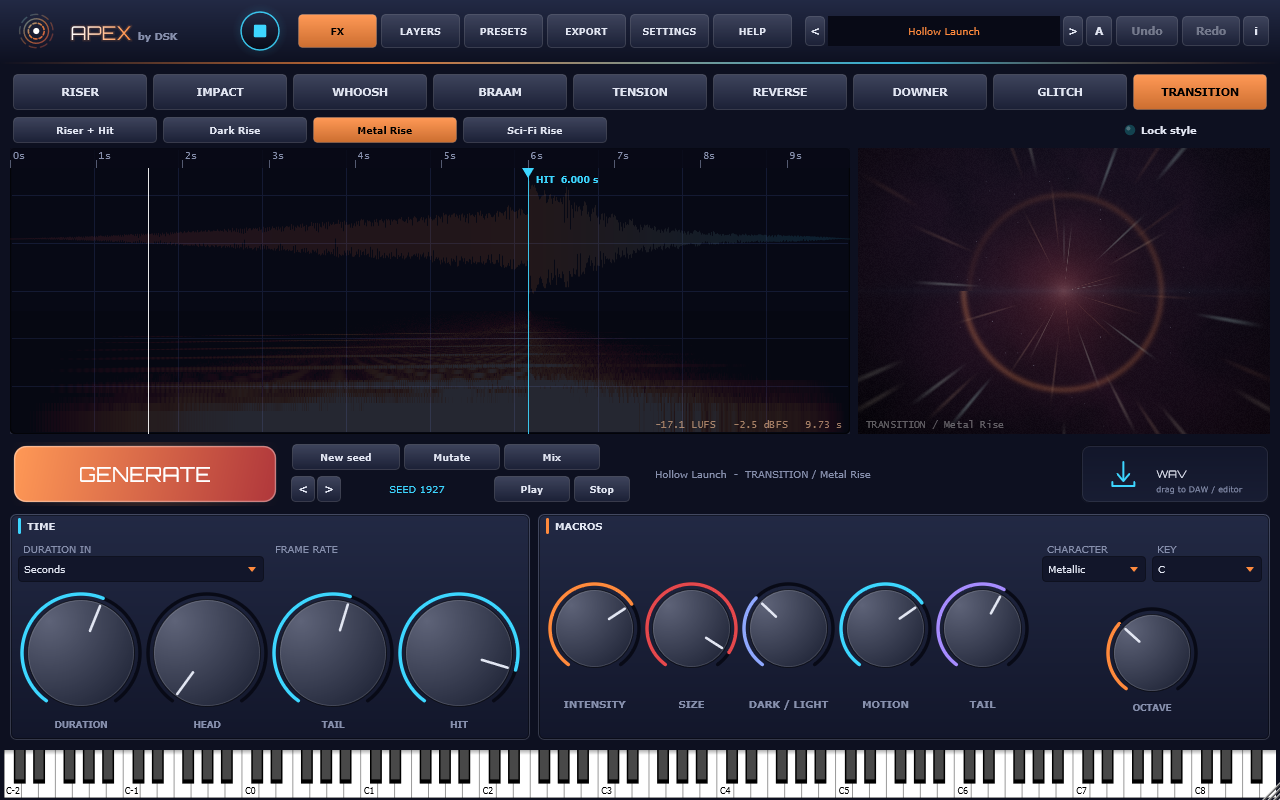 APEX by DSK
FX LAYERS PRESETS EXPORT SETTINGS HELP
< Hollow Launch > A Undo Redo i
RISER IMPACT WHOOSH BRAAM TENSION REVERSE DOWNER GLITCH TRANSITION
Riser + Hit Dark Rise Metal Rise Sci-Fi Rise Lock style
0s 1s 2s 3s 4s 5s 6s 7s 8s 9s
HIT 6.000 s
-17.1 LUFS -2.5 dBFS 9.73 s
TRANSITION / Metal Rise
GENERATE
New seed Mutate Mix
< > SEED 1927 Play Stop
Hollow Launch - TRANSITION / Metal Rise
WAV
drag to DAW / editor
TIME
DURATION IN FRAME RATE
Seconds
DURATION HEAD TAIL HIT
MACROS
CHARACTER KEY
Metallic C
INTENSITY SIZE DARK / LIGHT MOTION TAIL OCTAVE
C-2 C-1 C0 C1 C2 C3 C4 C5 C6 C7 C8